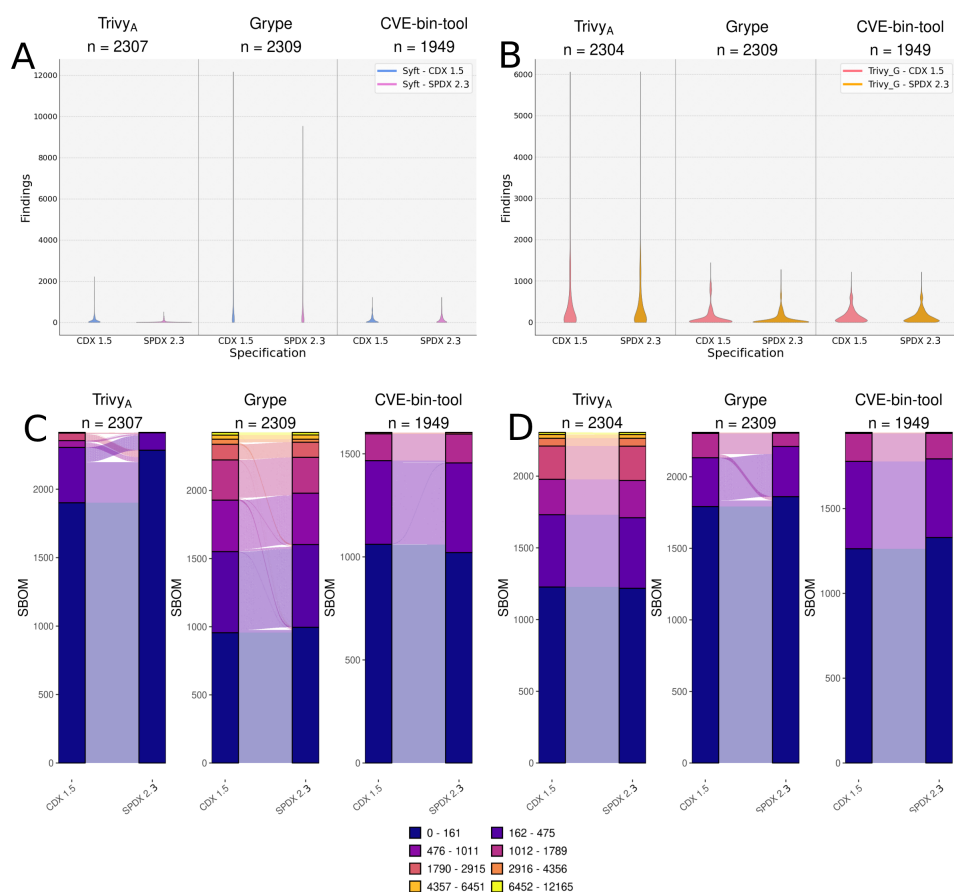 A
Trivy_A Grype CVE-bin-tool
n = 2307 n = 2309 n = 1949
Syft - CDX 1.5
Syft - SPDX 2.3
12000
10000
8000
6000
4000
2000
0
Findings
CDX 1.5 SPDX 2.3 CDX 1.5 SPDX 2.3 CDX 1.5 SPDX 2.3
Specification
B
Trivy_A Grype CVE-bin-tool
n = 2304 n = 2309 n = 1949
Trivy_G - CDX 1.5
Trivy_G - SPDX 2.3
6000
5000
4000
3000
2000
1000
0
Findings
CDX 1.5 SPDX 2.3 CDX 1.5 SPDX 2.3 CDX 1.5 SPDX 2.3
Specification
C
Trivy_A
n = 2307
2000
1500
1000
500
0
SBOM
CDX 1.5 SPDX 2.3
Grype
n = 2309
2000
1500
1000
500
0
SBOM
CDX 1.5 SPDX 2.3
CVE-bin-tool
n = 1949
1500
1000
500
0
SBOM
CDX 1.5 SPDX 2.3
D
Trivy_A
n = 2304
2000
1500
1000
500
0
SBOM
CDX 1.5 SPDX 2.3
Grype
n = 2309
2000
1500
1000
500
0
SBOM
CDX 1.5 SPDX 2.3
CVE-bin-tool
n = 1949
1500
1000
500
0
SBOM
CDX 1.5 SPDX 2.3
0 - 161 162 - 475
476 - 1011 1012 - 1789
1790 - 2915 2916 - 4356
4357 - 6451 6452 - 12165